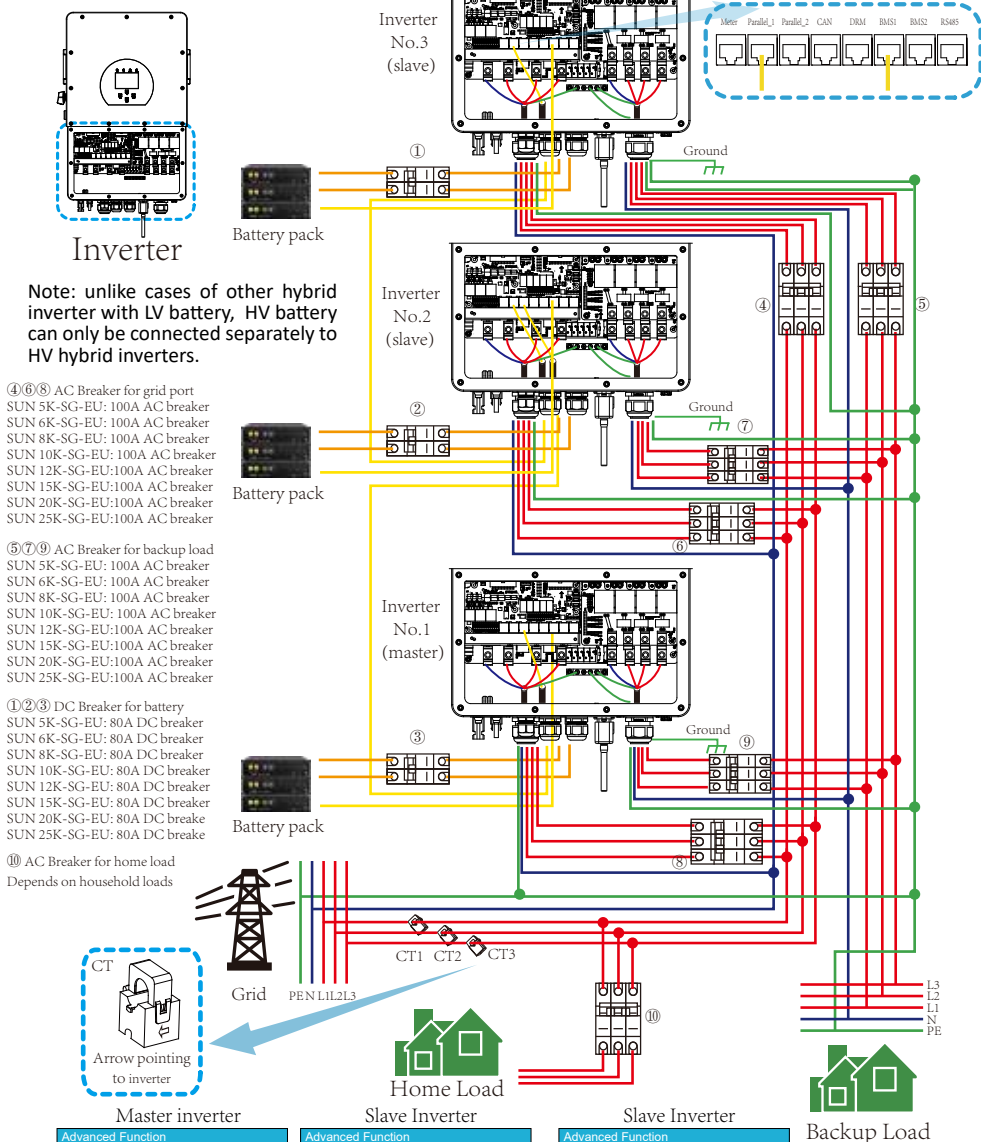 Inverter
No.3
(slave)
Meter Parallel_1 Parallel_2 CAN DRM BMS1 BMS2 RS485
①
Ground
Battery pack
Inverter
Note: unlike cases of other hybrid
inverter with LV battery, HV battery
can only be connected separately to
HV hybrid inverters.
Inverter
No.2
(slave)
④
⑤
④⑥⑧ AC Breaker for grid port
SUN 5K-SG-EU: 100A AC breaker
SUN 6K-SG-EU: 100A AC breaker
SUN 8K-SG-EU: 100A AC breaker
SUN 10K-SG-EU: 100A AC breaker
SUN 12K-SG-EU:100A AC breaker
SUN 15K-SG-EU:100A AC breaker
SUN 20K-SG-EU:100A AC breaker
SUN 25K-SG-EU:100A AC breaker
②
Ground
⑦
Battery pack
⑥
⑤⑦⑨ AC Breaker for backup load
SUN 5K-SG-EU: 100A AC breaker
SUN 6K-SG-EU: 100A AC breaker
SUN 8K-SG-EU: 100A AC breaker
SUN 10K-SG-EU: 100A AC breaker
SUN 12K-SG-EU:100A AC breaker
SUN 15K-SG-EU:100A AC breaker
SUN 20K-SG-EU:100A AC breaker
SUN 25K-SG-EU:100A AC breaker
Inverter
No.1
(master)
①②③ DC Breaker for battery
SUN 5K-SG-EU: 80A DC breaker
SUN 6K-SG-EU: 80A DC breaker
SUN 8K-SG-EU: 80A DC breaker
SUN 10K-SG-EU: 80A DC breaker
SUN 12K-SG-EU: 80A DC breaker
SUN 15K-SG-EU: 80A DC breaker
SUN 20K-SG-EU: 80A DC breake
SUN 25K-SG-EU: 80A DC breake
③
Ground
⑨
Battery pack
⑧
⑩ AC Breaker for home load
Depends on household loads
CT1 CT2 CT3
CT
Grid
PE N L1L2L3
L3
L2
L1
N
PE
⑩
Arrow pointing
to inverter
Home Load
Backup Load
Master inverter
Slave Inverter
Slave Inverter
Advanced Function
Advanced Function
Advanced Function